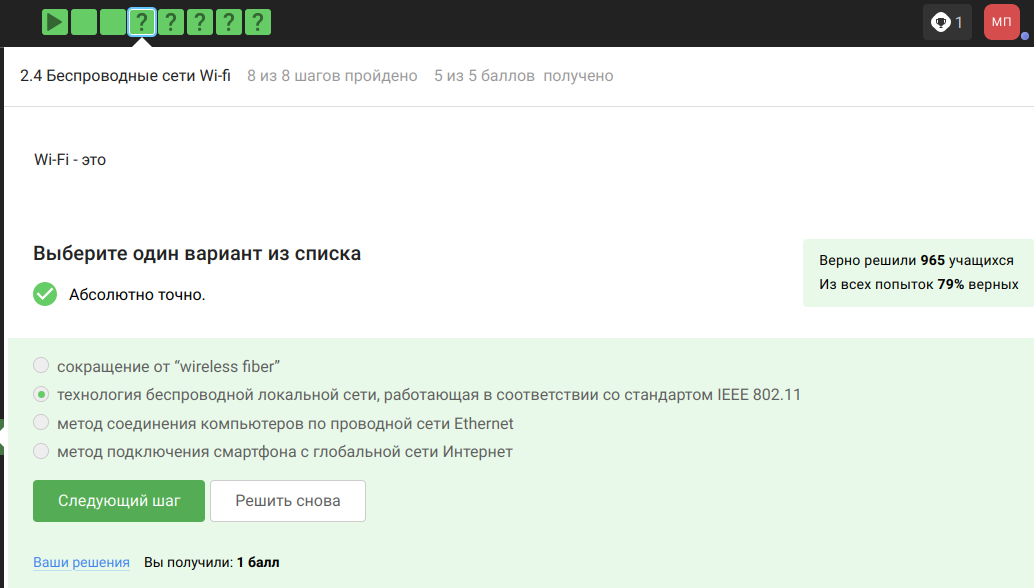 ? ? ? ? ?
1
МП
2.4 Беспроводные сети Wi-fi 8 из 8 шагов пройдено 5 из 5 баллов получено
Wi-Fi - это
Выберите один вариант из списка
Абсолютно точно.
Верно решили 965 учащихся
Из всех попыток 79% верных
сокращение от “wireless fiber”
технология беспроводной локальной сети, работающая в соответствии со стандартом IEEE 802.11
метод соединения компьютеров по проводной сети Ethernet
метод подключения смартфона с глобальной сети Интернет
Следующий шаг
Решить снова
Ваши решения Вы получили: 1 балл